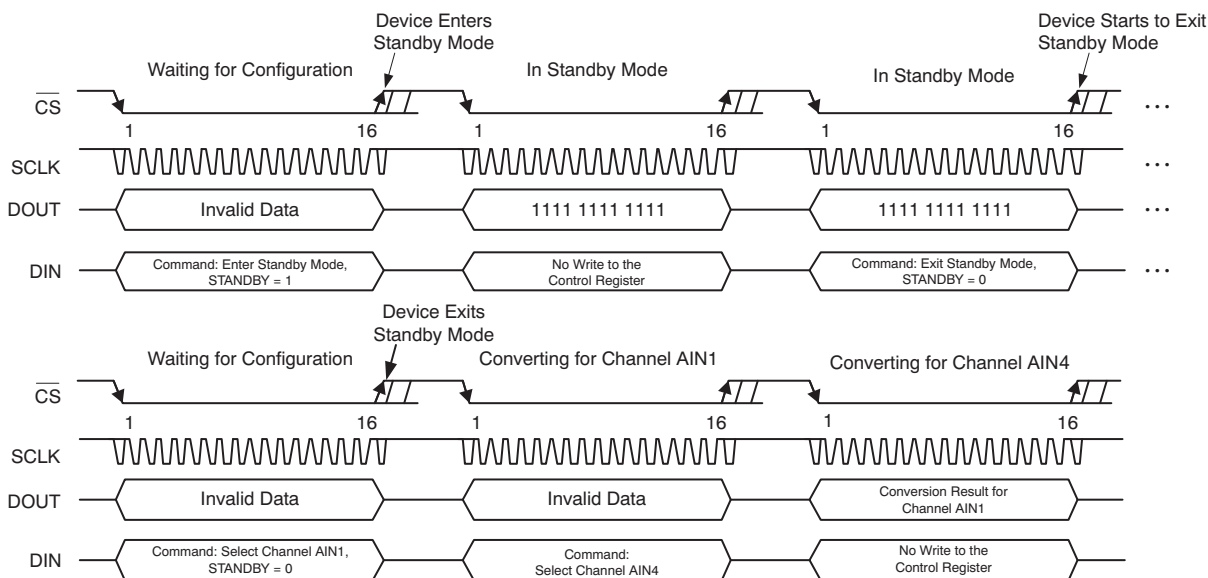 Device Enters
Standby Mode
Device Starts to Exit
Standby Mode
Waiting for Configuration
In Standby Mode
In Standby Mode
CS
...
1 16 1 16 1 16
SCLK
...
DOUT
Invalid Data
1111 1111 1111
1111 1111 1111
...
DIN
Command: Enter Standby Mode,
STANDBY = 1
No Write to the
Control Register
Command: Exit Standby Mode,
STANDBY = 0
...
Device Exits
Standby Mode
Waiting for Configuration
Converting for Channel AIN1
Converting for Channel AIN4
CS
1 16 1 16 1 16
SCLK
DOUT
Invalid Data
Invalid Data
Conversion Result for
Channel AIN1
DIN
Command: Select Channel AIN1,
STANDBY = 0
Command:
Select Channel AIN4
No Write to the
Control Register